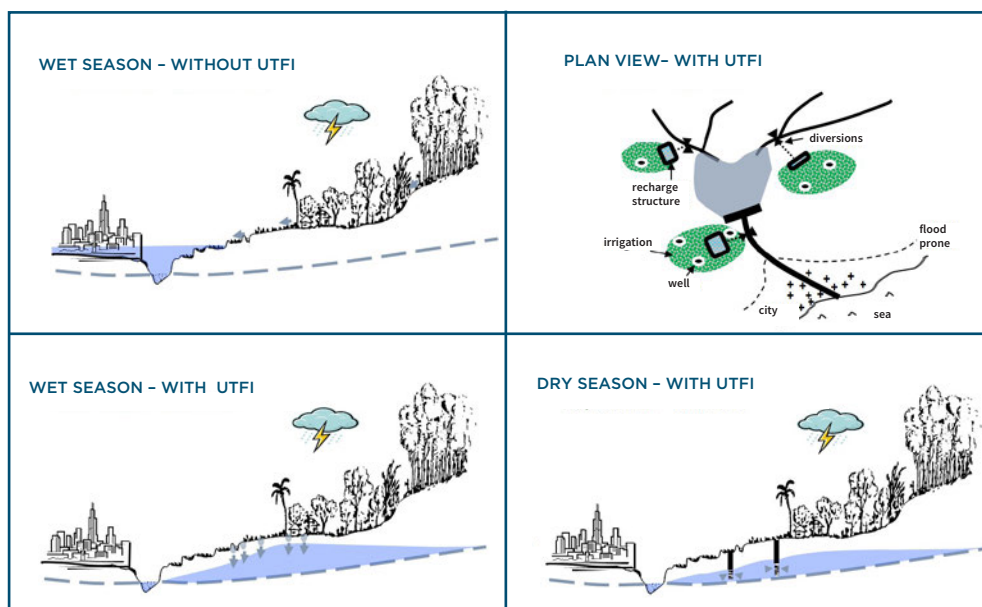 WET SEASON – WITHOUT UTFI
PLAN VIEW– WITH UTFI
diversions
recharge
structure
irrigation
well
flood
prone
city
sea
WET SEASON – WITH UTFI
DRY SEASON – WITH UTFI